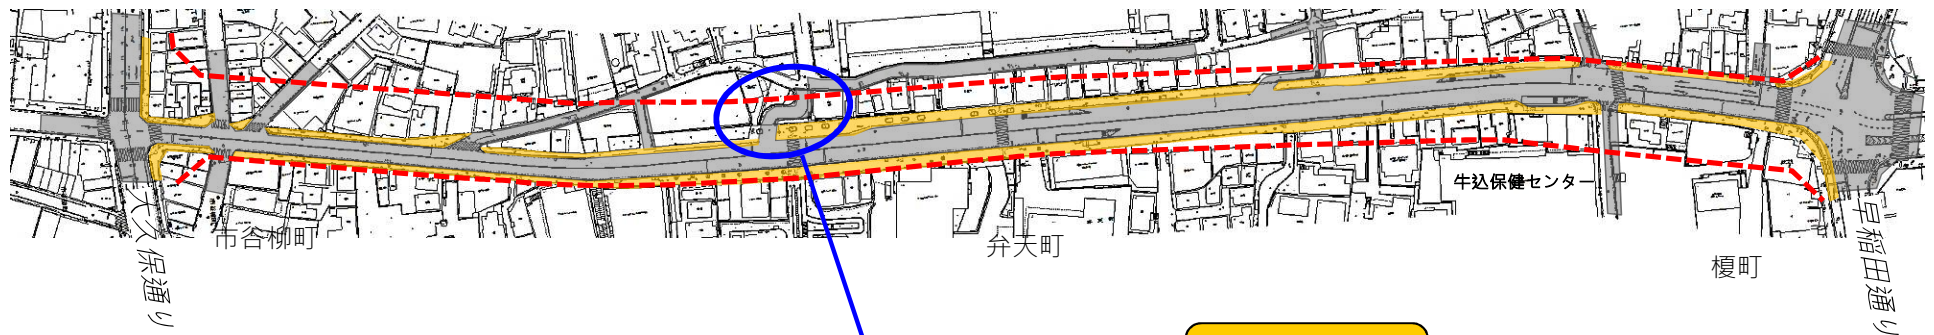 牛込保健センター
大久保通り
市谷柳町
弁天町
榎町
早稲田通り